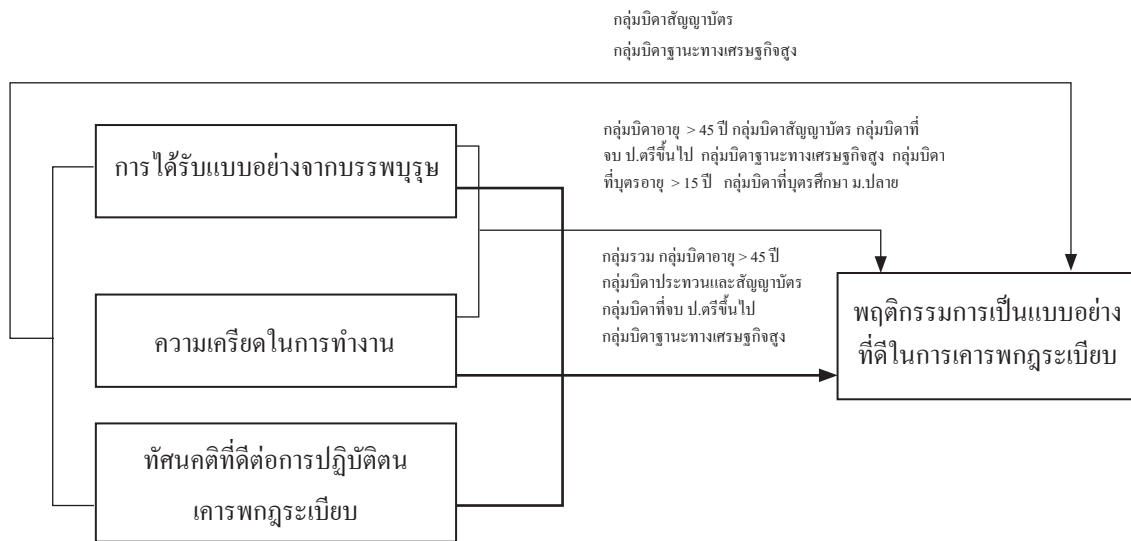 กลุ่มบิดาสัญญาบัตร
กลุ่มบิดาฐานะทางเศรษฐกิจสูง
การได้รับแบบอย่างจากบรรพบุรุษ
กลุ่มบิดาอายุ > 45 ปี กลุ่มบิดาสัญญาบัตร กลุ่มบิดาที่
จบ ป.ตรีขึ้นไป กลุ่มบิดาฐานะทางเศรษฐกิจสูง กลุ่มบิดา
ที่บุตรอายุ > 15 ปี กลุ่มบิดาที่บุตรศึกษา ม.ปลาย
กลุ่มรวม กลุ่มบิดาอายุ > 45 ปี
กลุ่มบิดาประทวนและสัญญาบัตร
กลุ่มบิดาที่จบ ป.ตรีขึ้นไป
กลุ่มบิดาฐานะทางเศรษฐกิจสูง
ความเครียดในการทำงาน
พฤติกรรมการเป็นแบบอย่าง
ที่ดีในการเคารพกฎระเบียบ
ทัศนคติที่ดีต่อการปฏิบัติตน
เคารพกฎระเบียบ